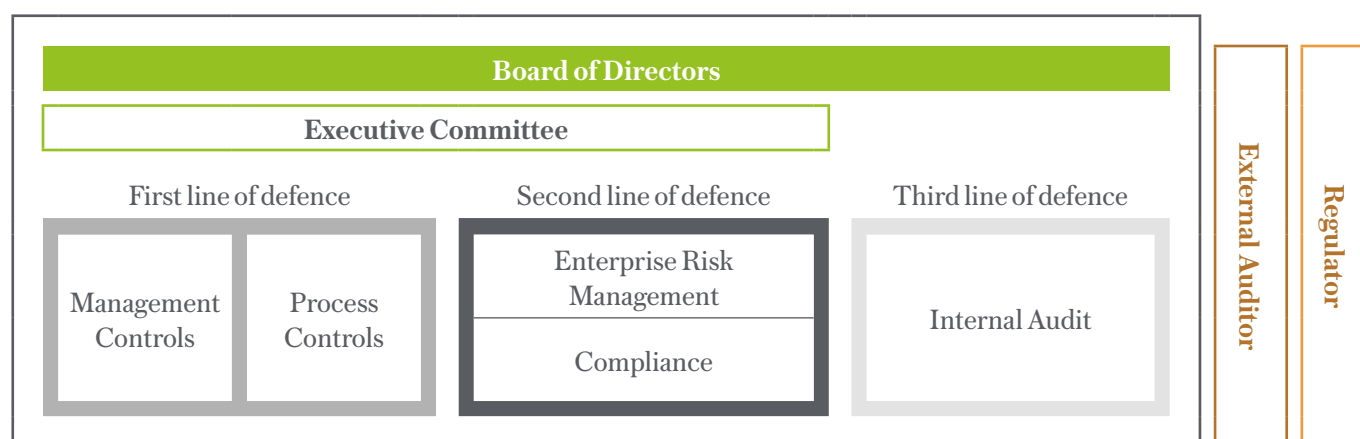 Board of Directors
Executive Committee
First line of defence
Second line of defence
Third line of defence
Management
Controls
Process
Controls
Enterprise Risk
Management
Compliance
Internal Audit
External Auditor
Regulator